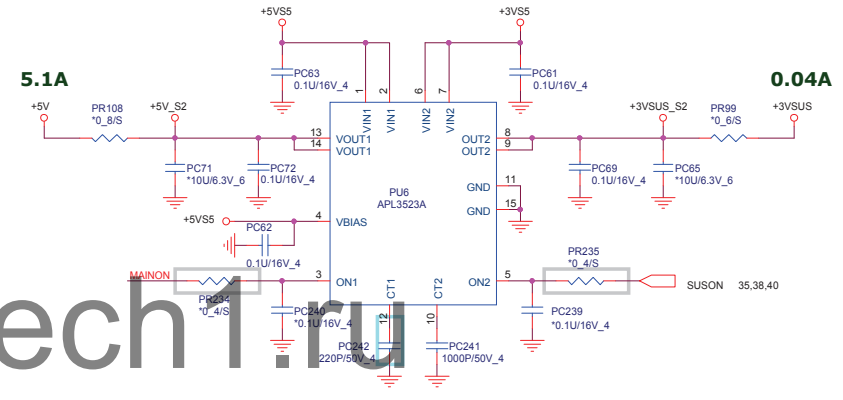 +5VS5
+3VS5
5.1A
0.04A
PC63
0.1U/16V_4
PC61
0.1U/16V_4
1
2
6
7
+5V
PR108
*0_8/S
+5V_S2
+3VSUS_S2
PR99
*0_6/S
+3VSUS
VIN1
VIN1
VIN2
VIN2
13
14
VOUT1
VOUT1
OUT2
OUT2
8
9
PC71
*10U/6.3V_6
PC72
0.1U/16V_4
PC69
0.1U/16V_4
PC65
*10U/6.3V_6
PU6
APL3523A
GND
11
GND
15
+5VS5
4
VBIAS
PC62
0.1U/16V_4
MAINON
PR234
*0_4/S
3
ON1
CT1
CT2
ON2
5
PR235
*0_4/S
SUSON
35,38,40
PC240
*0.1U/16V_4
12
10
PC239
*0.1U/16V_4
PC242
220P/50V_4
PC241
1000P/50V_4
ech1.ru